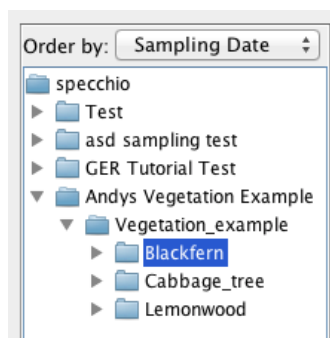 Order by: Sampling Date
specchio
Test
asd sampling test
GER Tutorial Test
Andys Vegetation Example
Vegetation_example
Blackfern
Cabbage_tree
Lemonwood